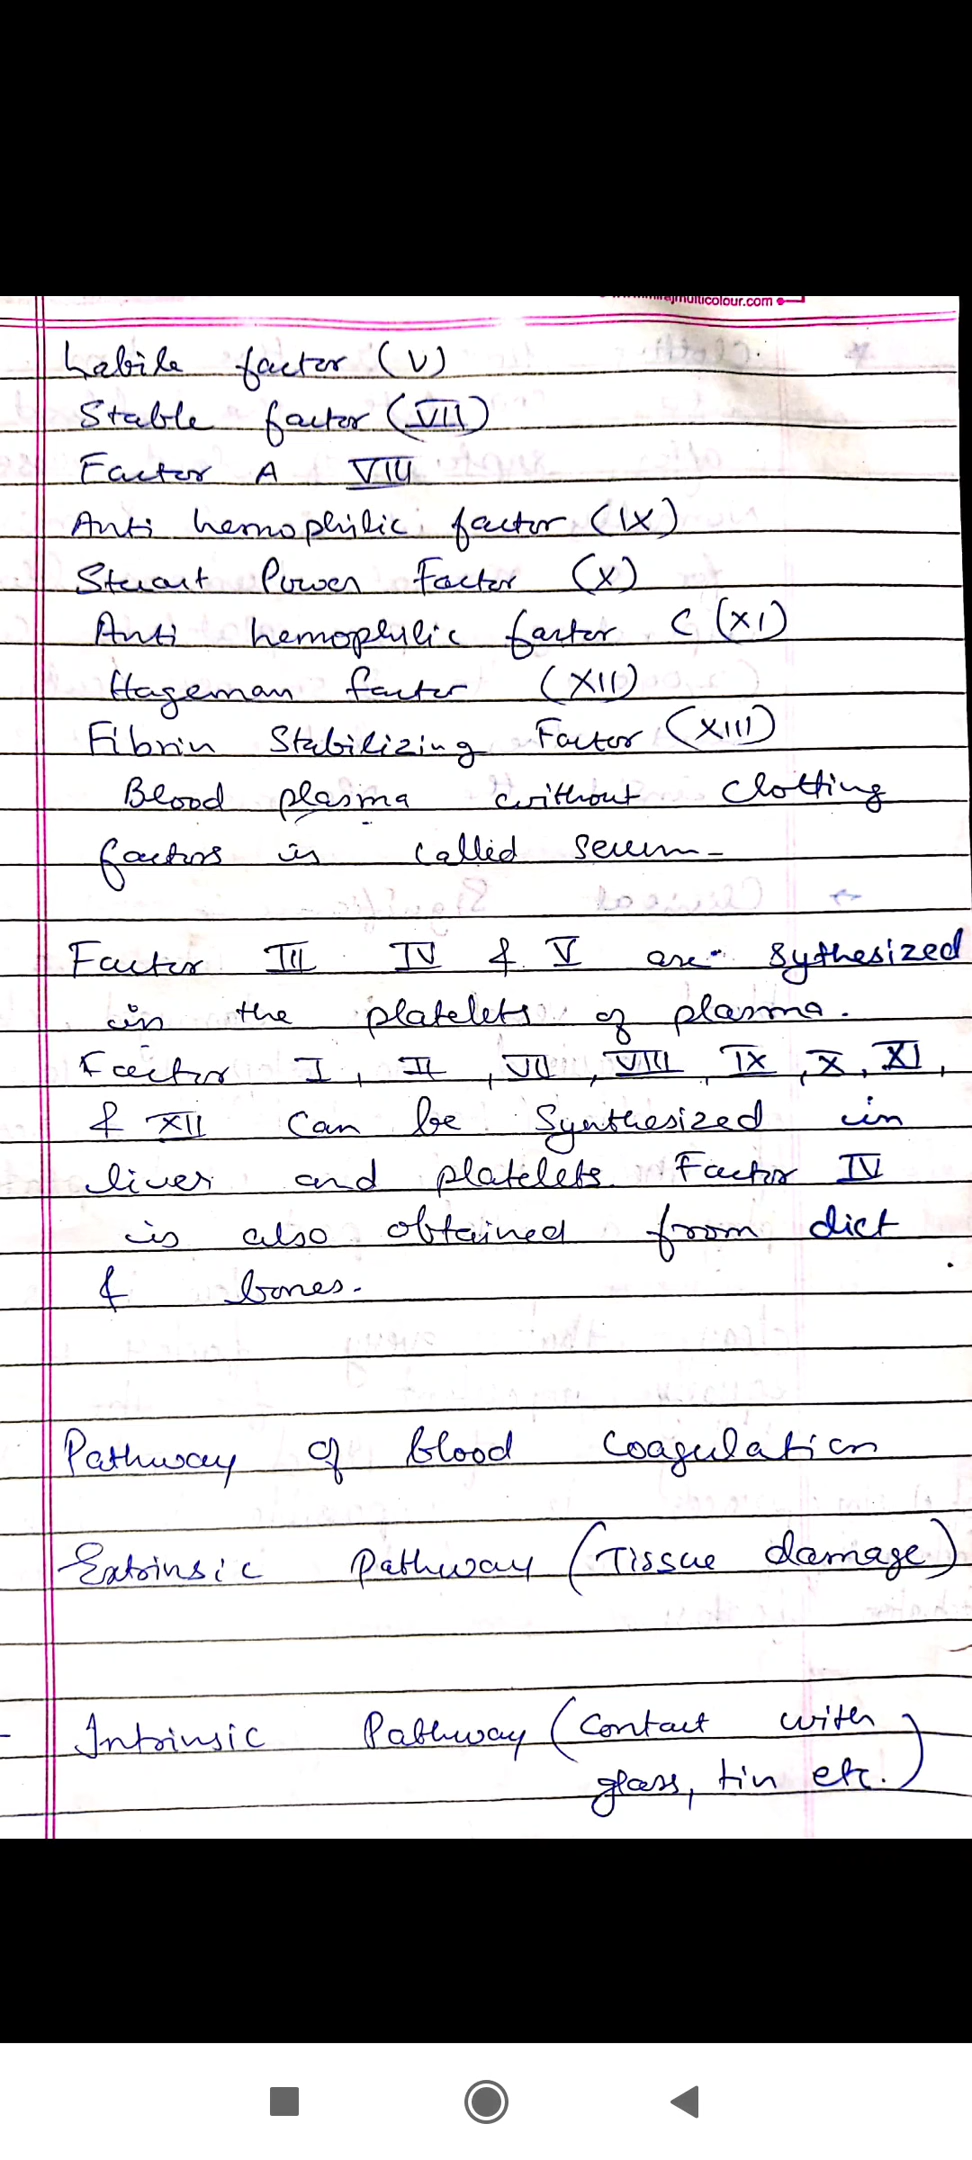 jmulticolour.com
Labile factor (V)
Stable factor (VII)
Factor A VIII
Anti hemophilic factor (IX)
Stuart Power Factor (X)
Anti hemophilic factor C (XI)
Hageman factor (XII)
Fibrin Stabilizing Factor (XIII)
Blood plasma without clotting
factors is called serum-
Factor III IV & V are sythesized
in the platelets of plasma.
Factor I, II, VII, VIII, IX, X, XI,
& XII can be synthesized in
liver and platelets. Factor IV
is also obtained from dict
& bones.
Pathway of blood coagulation
Extrinsic Pathway (Tissue damage)
- Intrinsic Pathway (Contact with
glass, tin etc.)